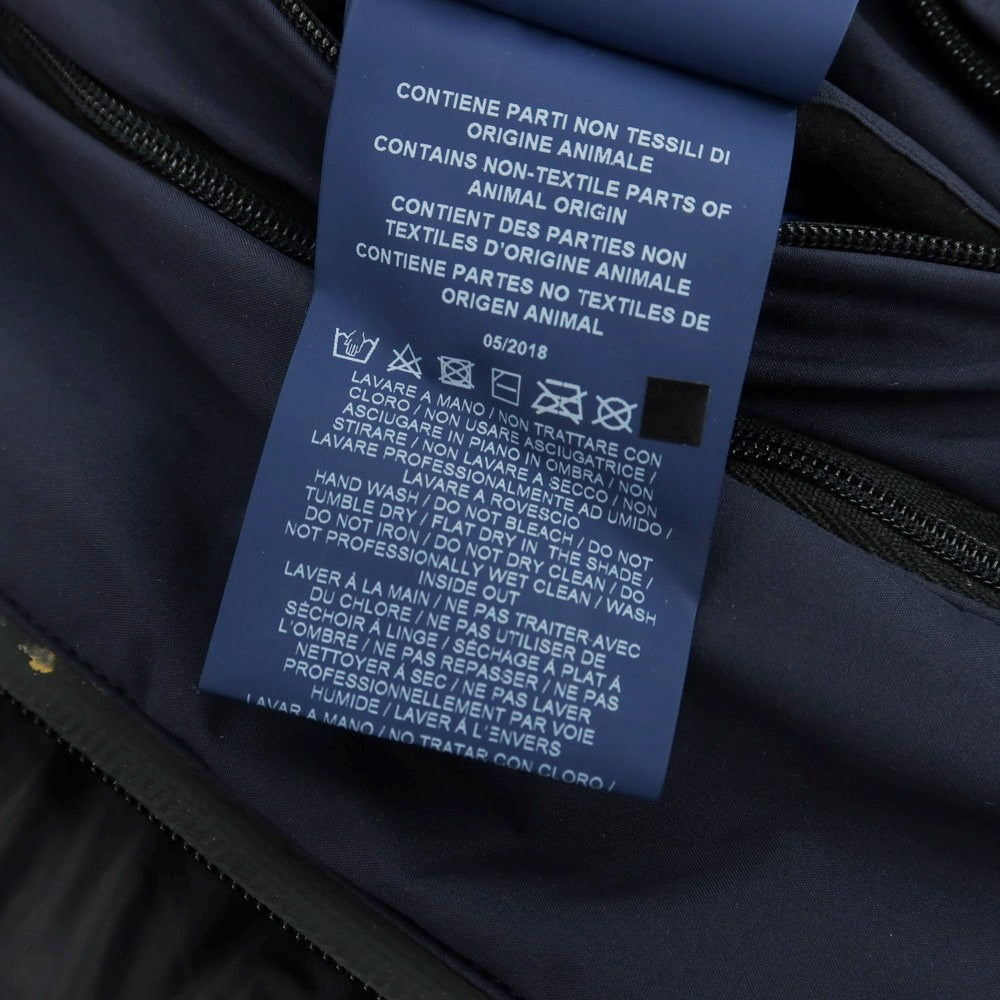 CONTIENE PARTI NON TESSILI DI
ORIGINE ANIMALE
CONTAINS NON-TEXTILE PARTS OF
ANIMAL ORIGIN
CONTIENT DES PARTIES NON
TEXTILES D'ORIGINE ANIMALE
CONTIENE PARTES NO TEXTILES DE
ORIGEN ANIMAL
05/2018
LAVARE A MANO / NON TRATTARE CON
CLORO / NON USARE ASCIUGATRICE /
ASCIUGARE IN PIANO IN OMBRA / NON
STIRARE / NON LAVARE A SECCO / NON
LAVARE PROFESSIONALMENTE AD UMIDO /
LAVARE A ROVESCIO
HAND WASH / DO NOT BLEACH / DO NOT
TUMBLE DRY / FLAT DRY IN THE SHADE /
DO NOT IRON / DO NOT DRY CLEAN / DO
NOT PROFESSIONALLY WET CLEAN / WASH
INSIDE OUT
LAVER À LA MAIN / NE PAS TRAITER AVEC
DU CHLORE / NE PAS UTILISER DE
SÉCHOIR À LINGE / SÉCHAGE À PLAT À
L'OMBRE / NE PAS REPASSER / NE PAS
NETTOYER À SEC / NE PAS LAVER
PROFESSIONNELLEMENT PAR VOIE
HUMIDE / LAVER À L'ENVERS
LAVAR A MANO / NO TRATAR CON CLORO /